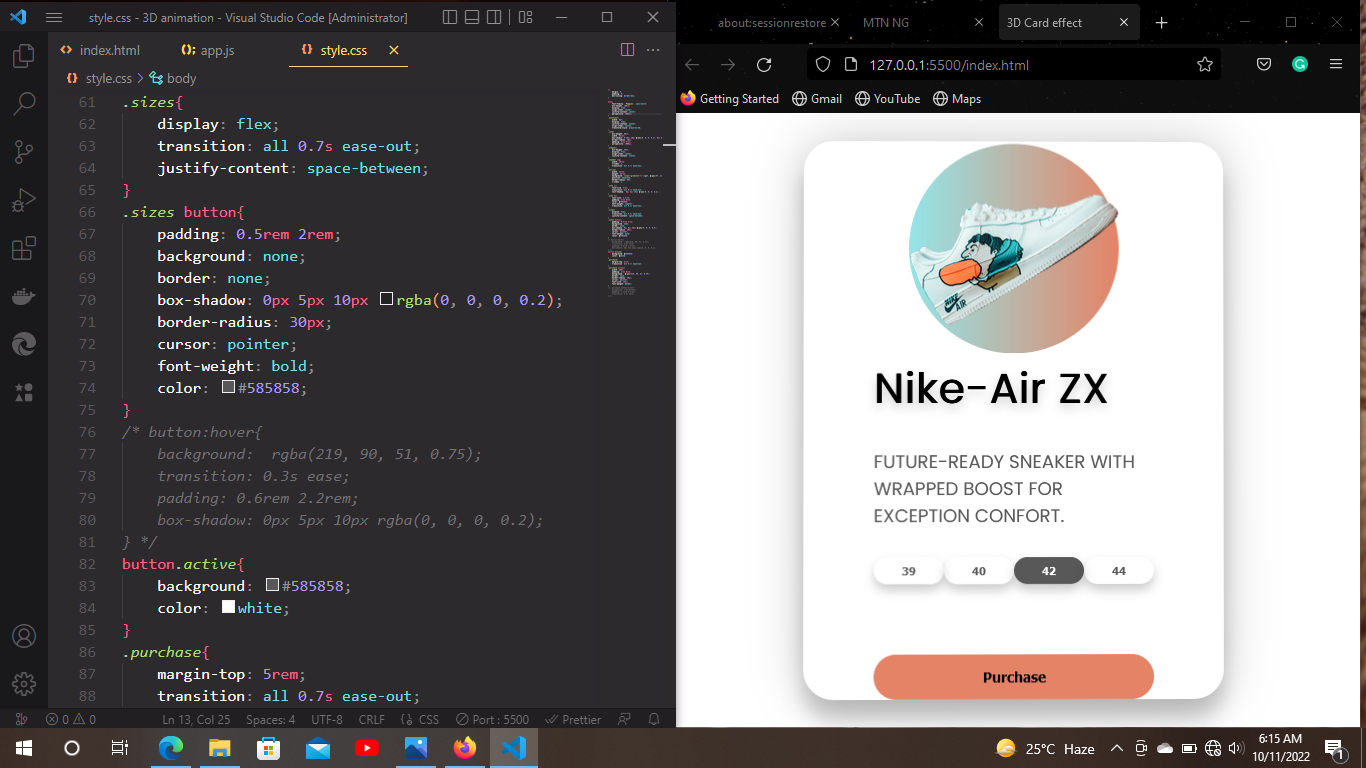 style.css - 3D animation - Visual Studio Code [Administrator]
index.html
app.js
style.css
style.css > body
61 .sizes{
62 display: flex;
63 transition: all 0.7s ease-out;
64 justify-content: space-between;
65 }
66 .sizes button{
67 padding: 0.5rem 2rem;
68 background: none;
69 border: none;
70 box-shadow: 0px 5px 10px rgba(0, 0, 0, 0.2);
71 border-radius: 30px;
72 cursor: pointer;
73 font-weight: bold;
74 color: #585858;
75 }
76 /* button:hover{
77 background:  rgba(219, 90, 51, 0.75);
78 transition: 0.3s ease;
79 padding: 0.6rem 2.2rem;
80 box-shadow: 0px 5px 10px rgba(0, 0, 0, 0.2);
81 } */
82 button.active{
83 background: #585858;
84 color: white;
85 }
86 .purchase{
87 margin-top: 5rem;
88 transition: all 0.7s ease-out;
0 0 Ln 13, Col 25 Spaces: 4 UTF-8 CRLF {} CSS Port : 5500 Prettier
about:sessionrestore MTN NG 3D Card effect
127.0.0.1:5500/index.html
Getting Started Gmail YouTube Maps
NIKE
AIR
Nike-Air ZX
FUTURE-READY SNEAKER WITH
WRAPPED BOOST FOR
EXCEPTION CONFORT.
39 40 42 44
Purchase
25°C Haze
6:15 AM
10/11/2022
1